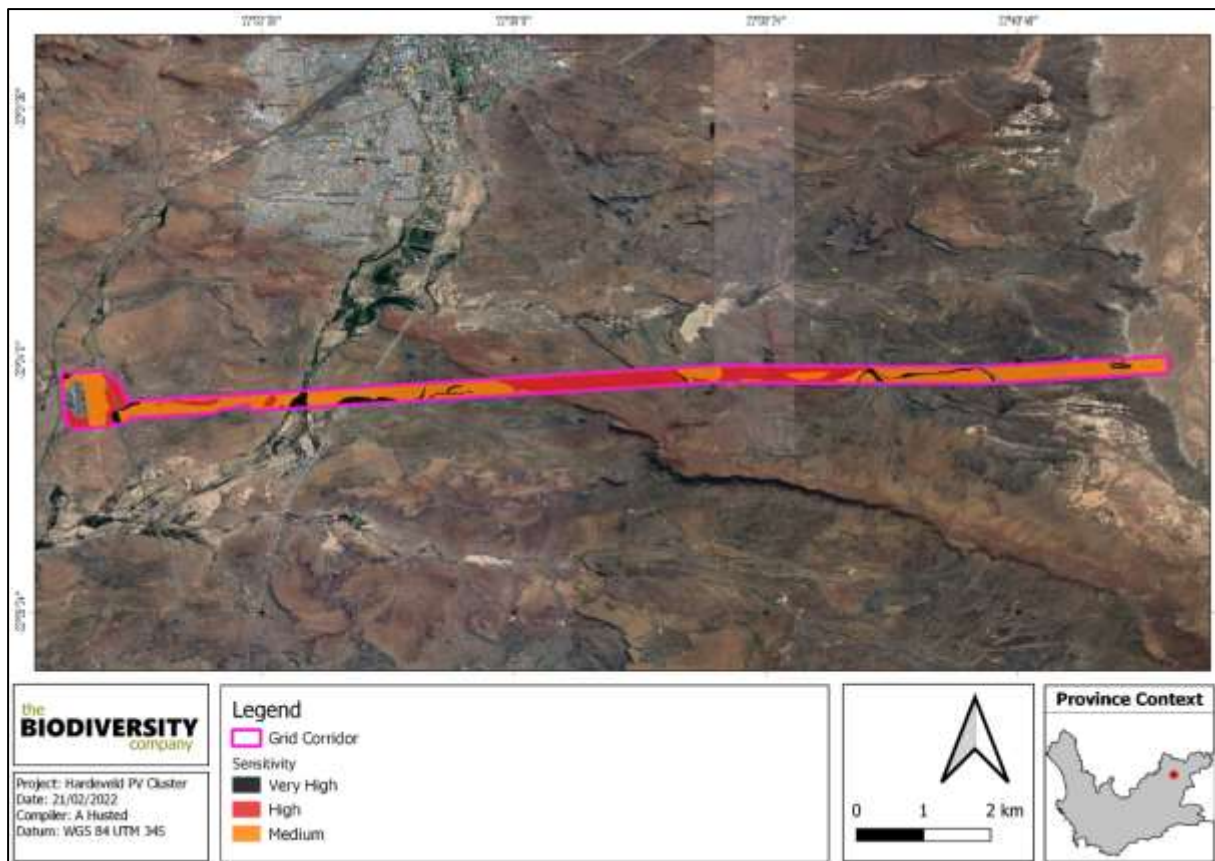 the
BIODIVERSITY
company
Project: Hardeveld PV Cluster
Date: 21/02/2022
Compiler: A Husted
Datum: WGS 84 UTM 34S
Legend
Grid Corridor
Sensitivity
Very High
High
Medium
0 1 2 km
Province Context